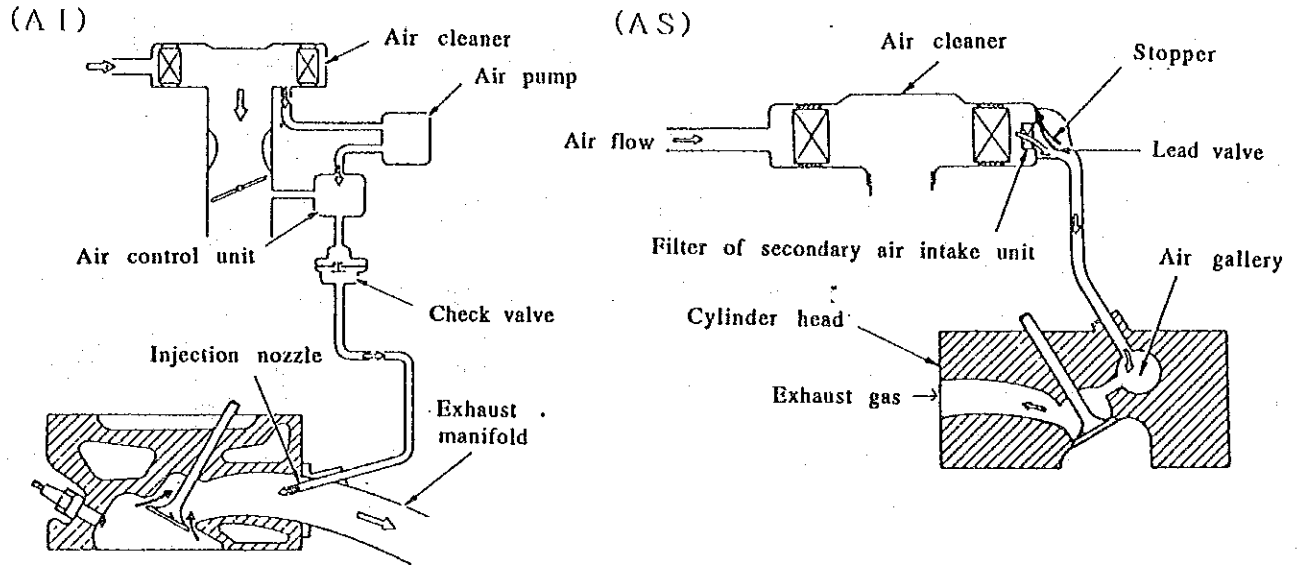 (AI)
Air cleaner
Air pump
Air control unit
Check valve
Injection nozzle
Exhaust
manifold
(AS)
Air cleaner
Stopper
Air flow
Lead valve
Filter of secondary air intake unit
Air gallery
Cylinder head
Exhaust gas